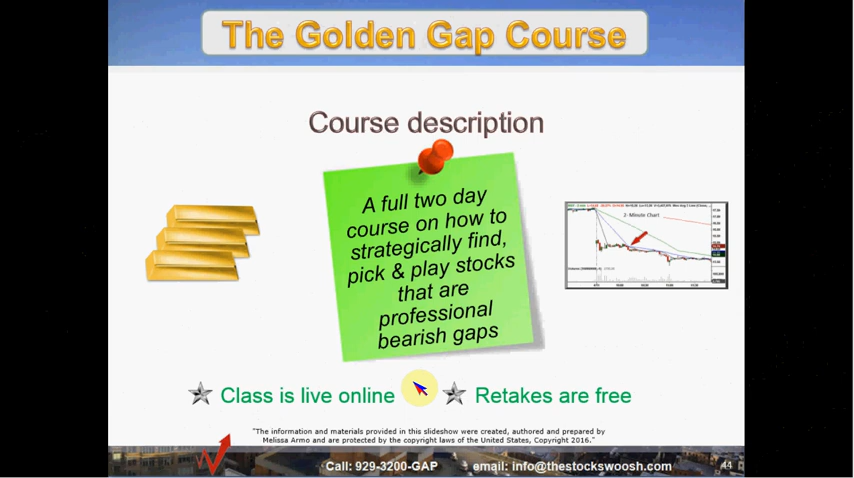 The Golden Gap Course
Course description
A full two day
course on how to
strategically find,
pick & play stocks
that are
professional
bearish gaps
2-Minute Chart
Class is live online
Retakes are free
"The information and materials provided in this slideshow were created, authored and prepared by
Melissa Armo and are protected by the copyright laws of the United States, Copyright 2016."
Call: 929-3200-GAP
email: info@thestockswoosh.com
44